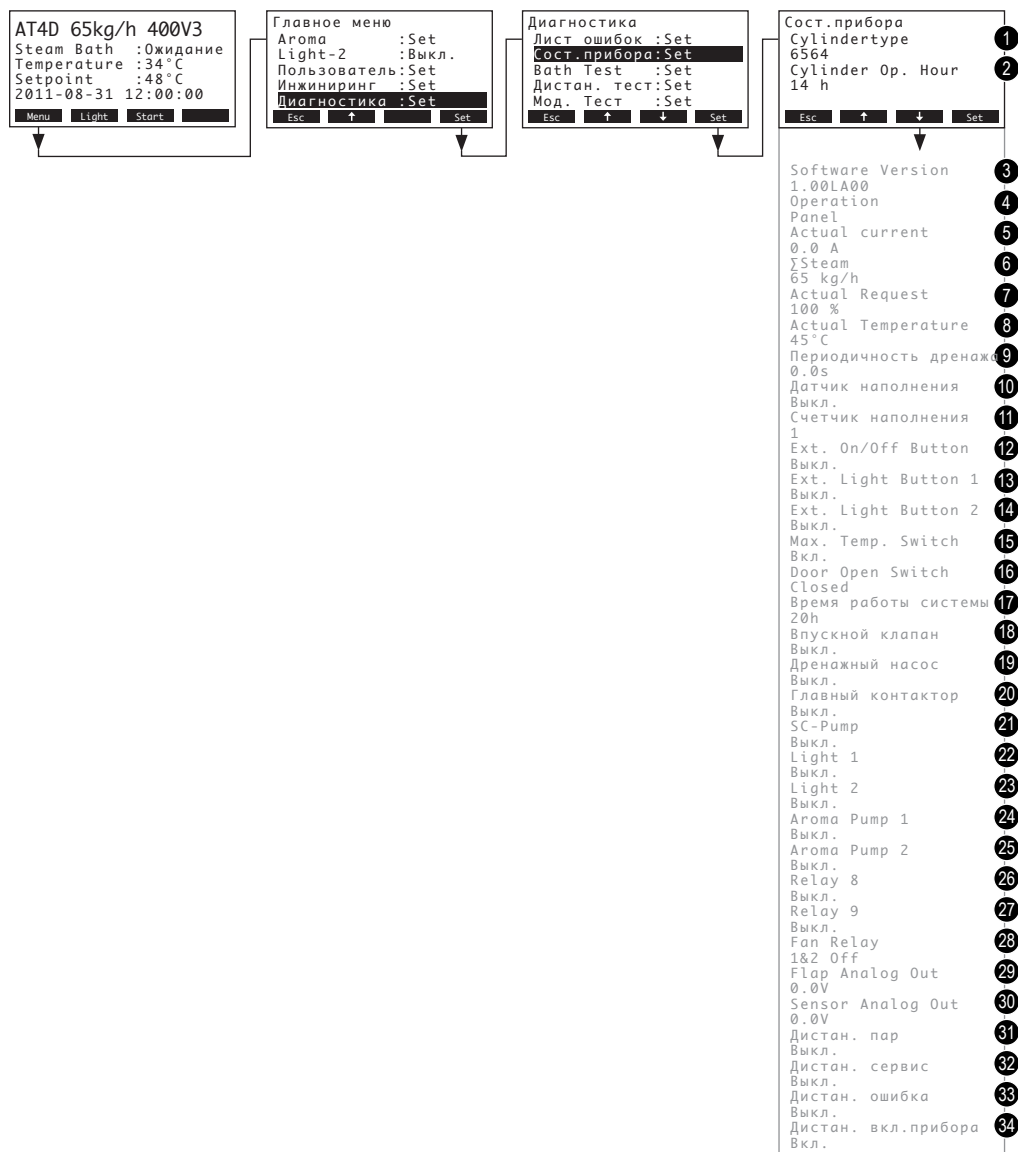 AT4D 65kg/h 400V3
Steam Bath :Ожидание
Temperature :34°C
Setpoint :48°C
2011-08-31 12:00:00
Menu Light Start
Главное меню
Aroma :Set
Light-2 :Выкл.
Пользователь:Set
Инжиниринг :Set
Диагностика :Set
Esc ↑ Set
Диагностика
Лист ошибок :Set
Сост.прибора:Set
Bath Test :Set
Дистан. тест:Set
Мод. Тест :Set
Esc ↑ ↓ Set
Сост.прибора
Cylindertype 1
6564
Cylinder Op. Hour 2
14 h
Esc ↑ ↓ Set
Software Version 3
1.00LA00
Operation 4
Panel
Actual current 5
0.0 A
∑Steam 6
65 kg/h
Actual Request 7
100 %
Actual Temperature 8
45°C
Периодичность дренажа 9
0.0s
Датчик наполнения 10
Выкл.
Счетчик наполнения 11
1
Ext. On/Off Button 12
Выкл.
Ext. Light Button 1 13
Выкл.
Ext. Light Button 2 14
Выкл.
Max. Temp. Switch 15
Вкл.
Door Open Switch 16
Closed
Время работы системы 17
20h
Впускной клапан 18
Выкл.
Дренажный насос 19
Выкл.
Главный контактор 20
Выкл.
SC-Pump 21
Выкл.
Light 1 22
Выкл.
Light 2 23
Выкл.
Aroma Pump 1 24
Выкл.
Aroma Pump 2 25
Выкл.
Relay 8 26
Выкл.
Relay 9 27
Выкл.
Fan Relay 28
1&2 Off
Flap Analog Out 29
0.0V
Sensor Analog Out 30
0.0V
Дистан. пар 31
Выкл.
Дистан. сервис 32
Выкл.
Дистан. ошибка 33
Выкл.
Дистан. вкл.прибора 34
Вкл.